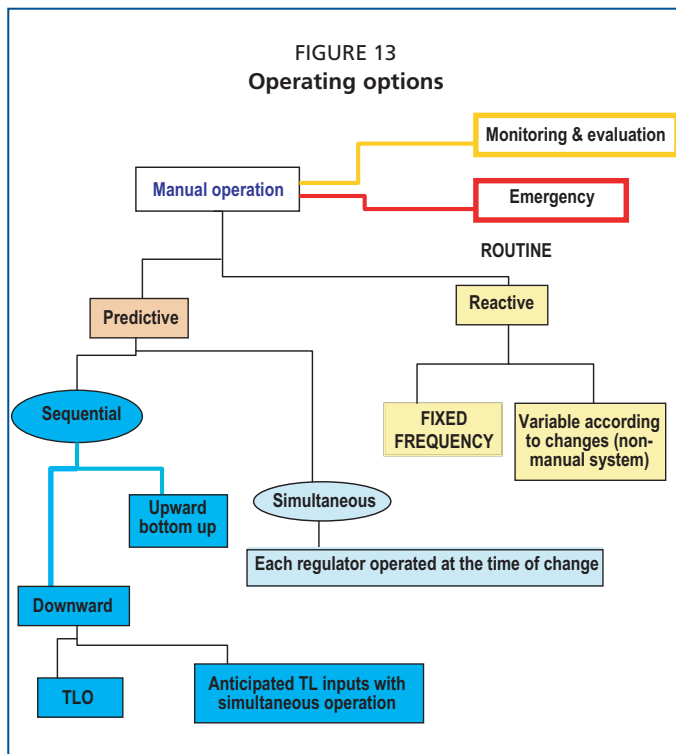 FIGURE 13
Operating options
Monitoring & evaluation
Manual operation
Emergency
ROUTINE
Predictive
Reactive
Sequential
FIXED
FREQUENCY
Variable according
to changes (non-
manual system)
Upward
bottom up
Simultaneous
Each regulator operated at the time of change
Downward
TLO
Anticipated TL inputs with
simultaneous operation